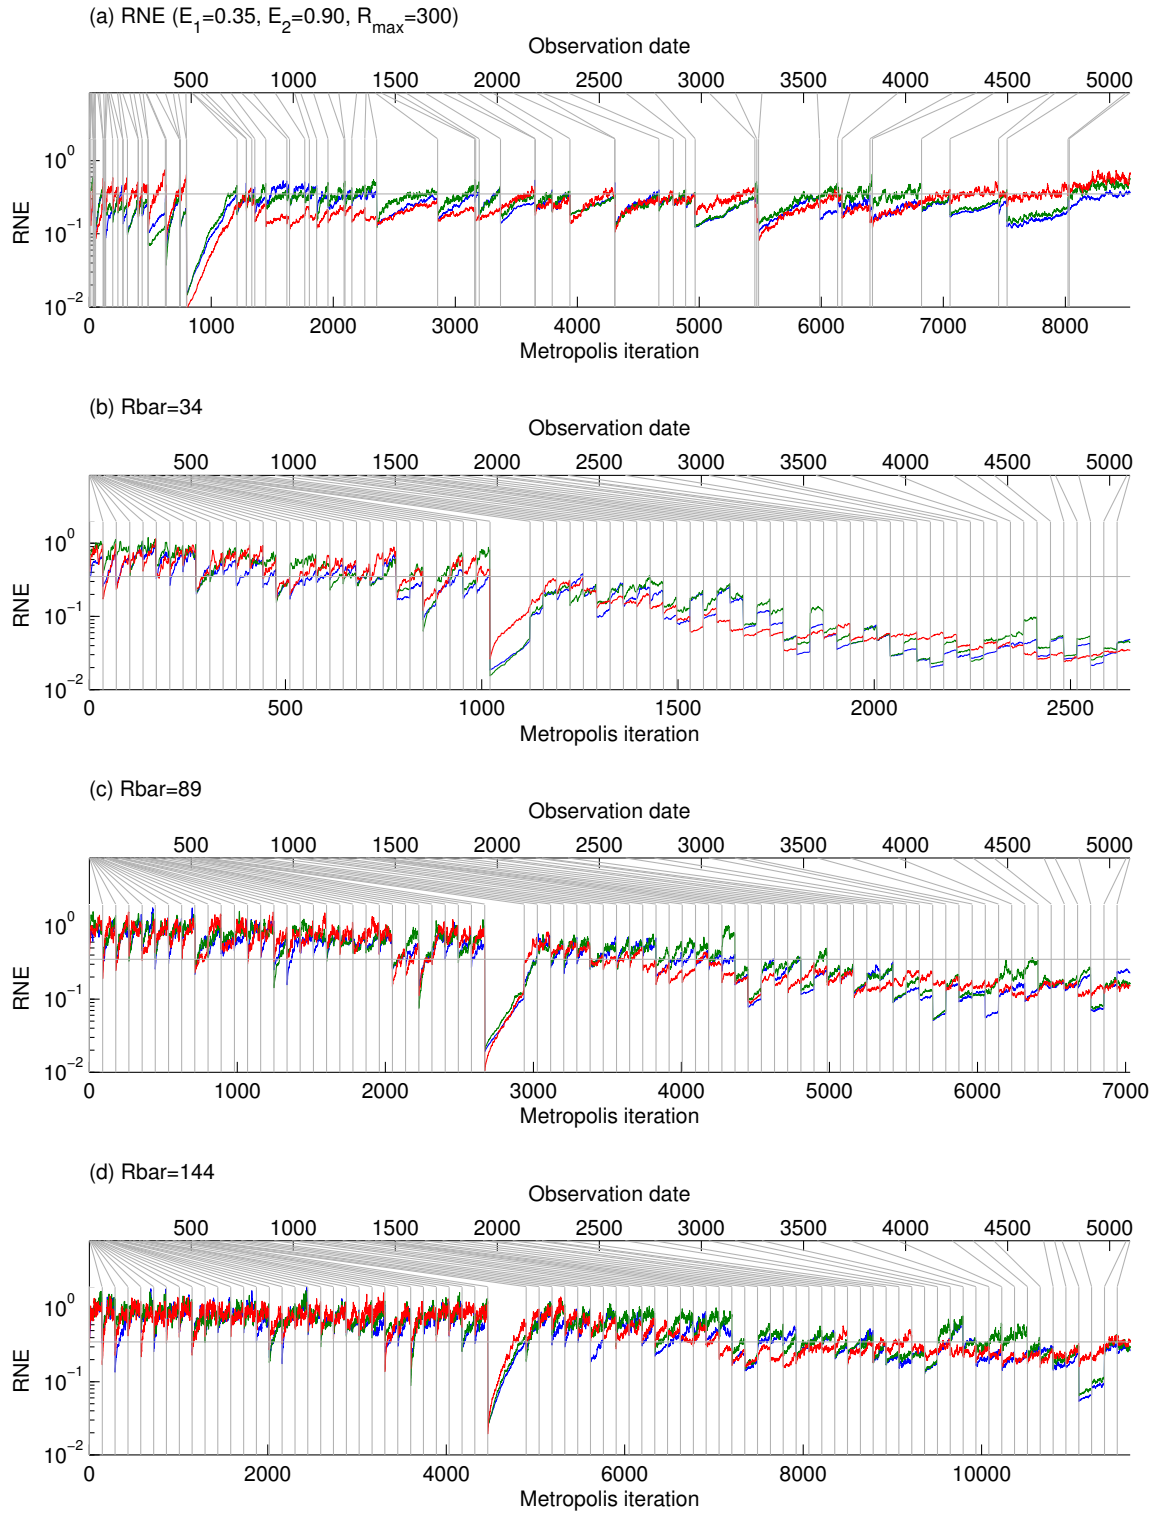 (a) RNE (E_1=0.35, E_2=0.90, R_max=300)
Observation date
500 1000 1500 2000 2500 3000 3500 4000 4500 5000
10^0
10^-1
10^-2
RNE
0 1000 2000 3000 4000 5000 6000 7000 8000
Metropolis iteration
(b) Rbar=34
Observation date
500 1000 1500 2000 2500 3000 3500 4000 4500 5000
10^0
10^-1
10^-2
RNE
0 500 1000 1500 2000 2500
Metropolis iteration
(c) Rbar=89
Observation date
500 1000 1500 2000 2500 3000 3500 4000 4500 5000
10^0
10^-1
10^-2
RNE
0 1000 2000 3000 4000 5000 6000 7000
Metropolis iteration
(d) Rbar=144
Observation date
500 1000 1500 2000 2500 3000 3500 4000 4500 5000
10^0
10^-1
10^-2
RNE
0 2000 4000 6000 8000 10000
Metropolis iteration